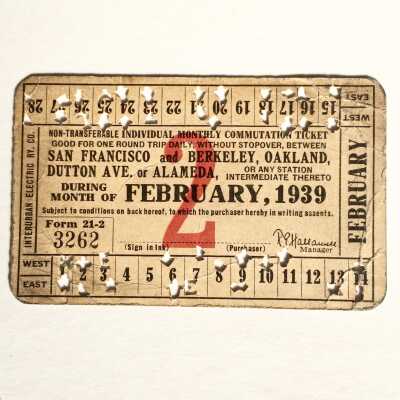 EAST
WEST
28 27 26 25 24 23 22 21 20 19 18 17 16 15
INTERURBAN ELECTRIC RY. CO.
NON-TRANSFERABLE INDIVIDUAL MONTHLY COMMUTATION TICKET
GOOD FOR ONE ROUND TRIP DAILY, WITHOUT STOPOVER, BETWEEN
SAN FRANCISCO and BERKELEY, OAKLAND,
DUTTON AVE. or ALAMEDA, OR ANY STATION INTERMEDIATE THERETO
DURING MONTH OF FEBRUARY, 1939
Subject to conditions on back hereof, to which the purchaser hereby in writing assents.
2
Form 21-2
3262
(Sign in Ink) (Purchaser)
Manager
FEBRUARY
WEST
EAST
1 2 3 4 5 6 7 8 9 10 11 12 13 14